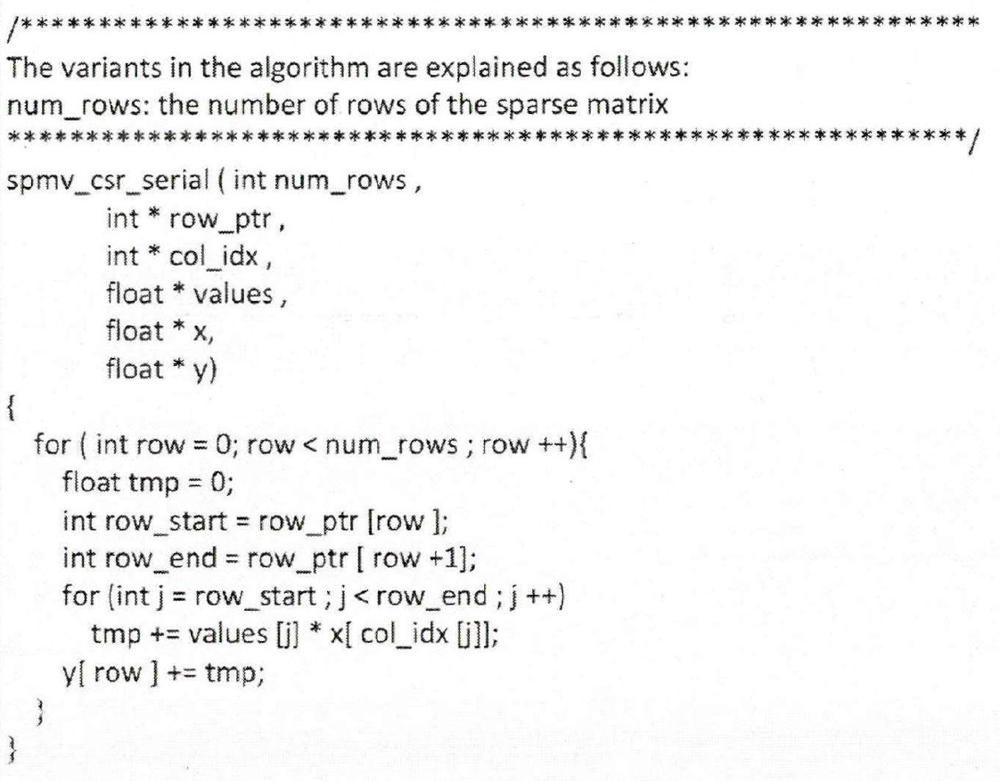 /**************************************************************
The variants in the algorithm are explained as follows:
num_rows: the number of rows of the sparse matrix
**************************************************************/
spmv_csr_serial ( int num_rows ,
int * row_ptr ,
int * col_idx ,
float * values ,
float * x,
float * y)
{
for ( int row = 0; row < num_rows ; row ++){
float tmp = 0;
int row_start = row_ptr [row ];
int row_end = row_ptr [ row +1];
for (int j = row_start ; j < row_end ; j ++)
tmp += values [j] * x[ col_idx [j]];
y[ row ] += tmp;
}
}